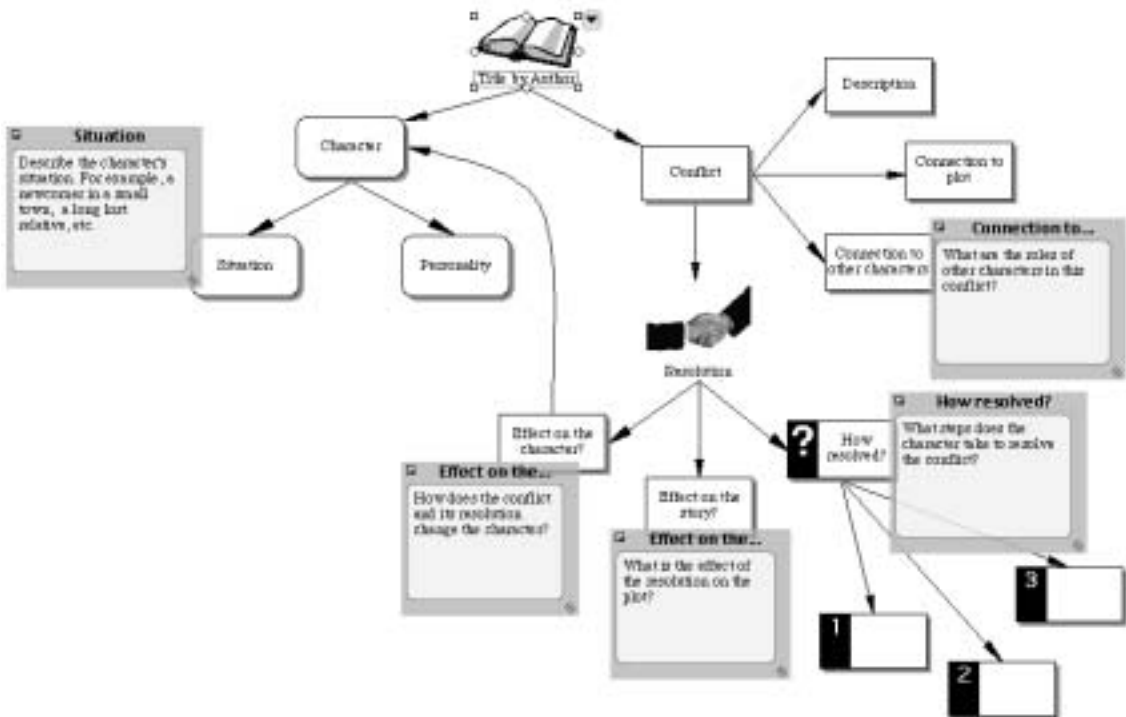 Title by Author
Description
Situation
Describe the character's
situation. For example, a
newcomer in a small
town, a long lost
relative, etc.
Character
Conflict
Connection to
plot
Situation
Personality
Connection to
other characters
Connection to...
What are the roles of
other characters in this
conflict?
Resolution
Effect on the
character?
Effect on the...
How does the conflict
and its resolution
change the character?
Effect on the
story?
Effect on the...
What is the effect of
the resolution on the
plot?
?
How
resolved?
How resolved?
What steps does the
character take to resolve
the conflict?
1
2
3